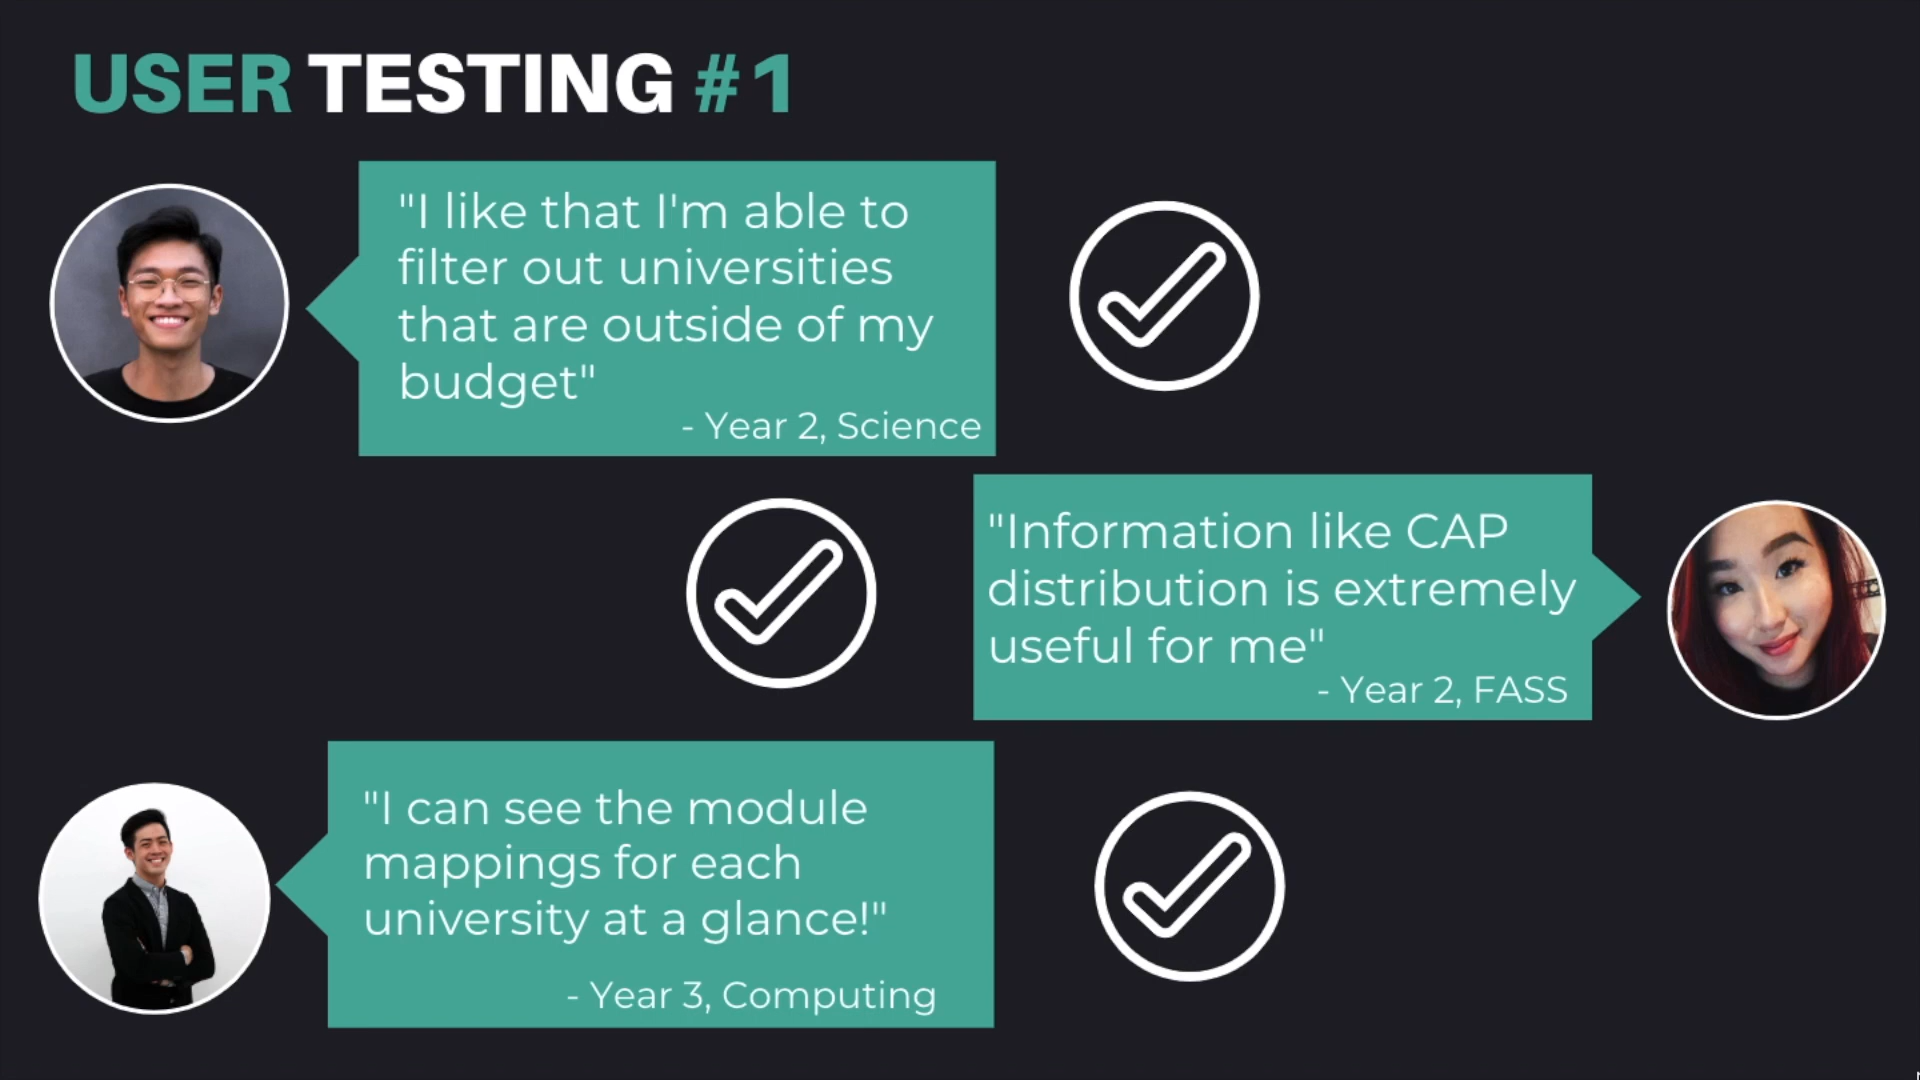 USER TESTING #1
"I like that I'm able to
filter out universities
that are outside of my
budget"
- Year 2, Science
"Information like CAP
distribution is extremely
useful for me"
- Year 2, FASS
"I can see the module
mappings for each
university at a glance!"
- Year 3, Computing